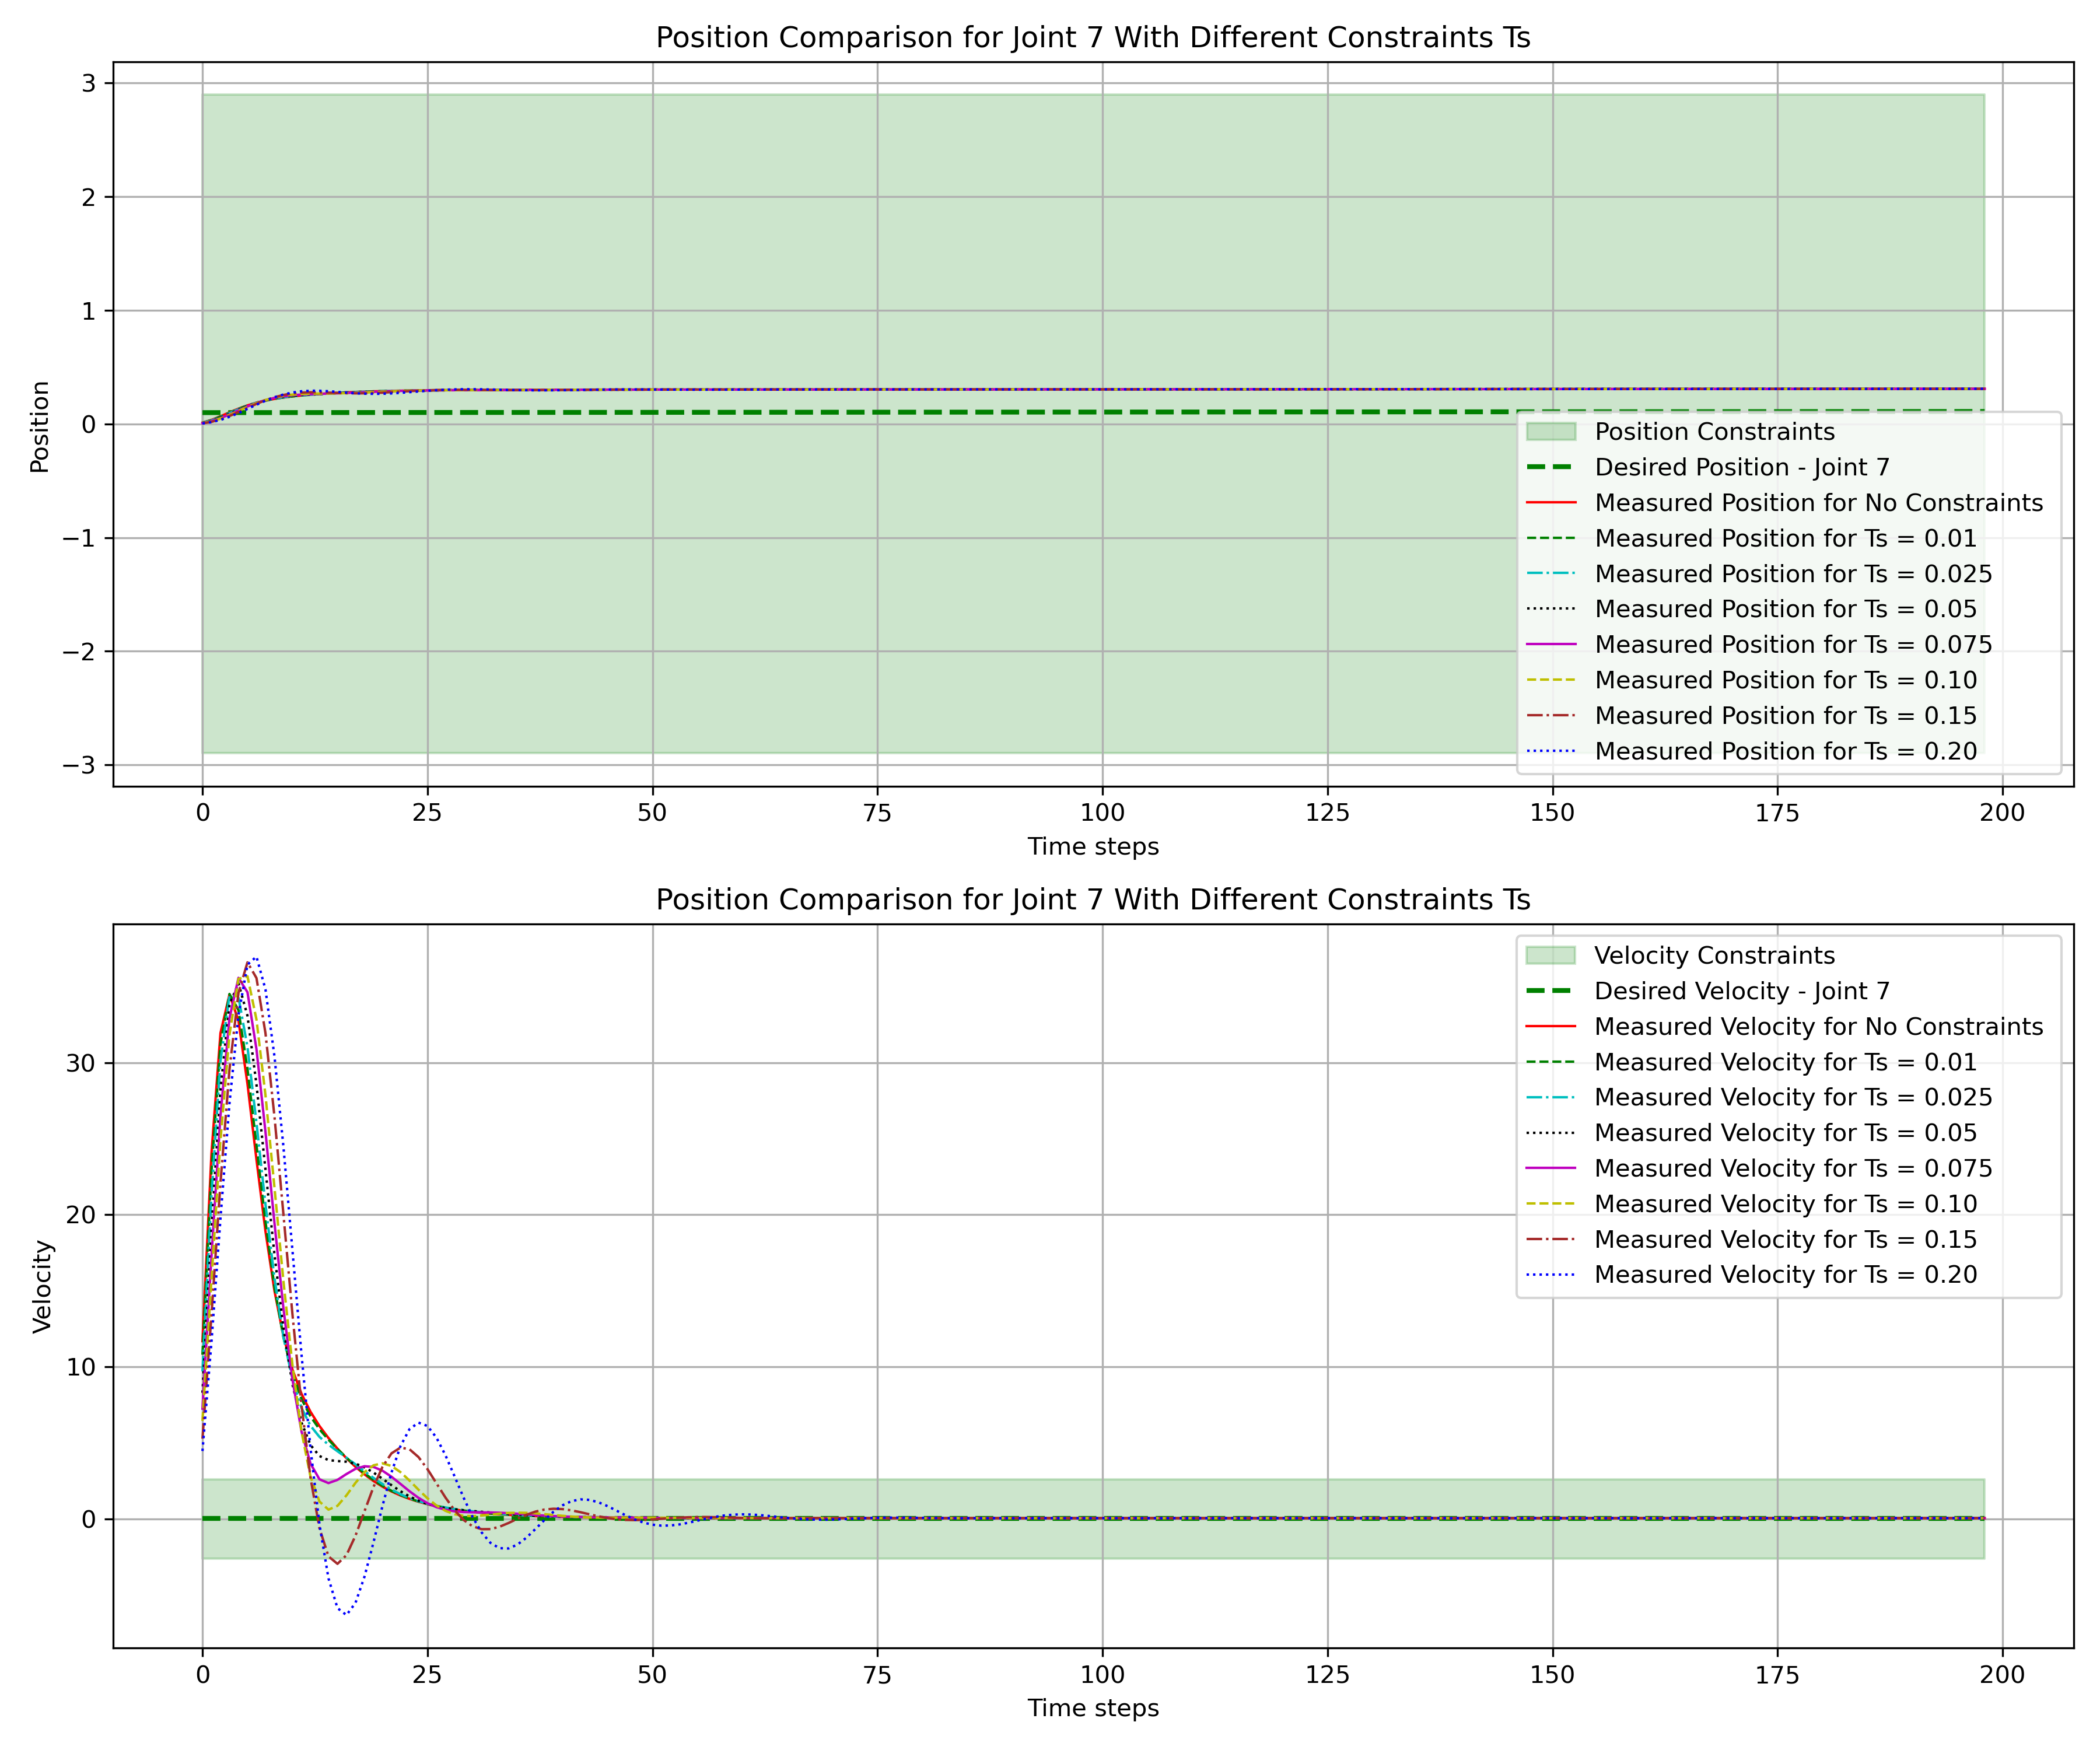 Position Comparison for Joint 7 With Different Constraints Ts
3
2
1
0
−1
−2
−3
Position
Position Constraints
Desired Position - Joint 7
Measured Position for No Constraints
Measured Position for Ts = 0.01
Measured Position for Ts = 0.025
Measured Position for Ts = 0.05
Measured Position for Ts = 0.075
Measured Position for Ts = 0.10
Measured Position for Ts = 0.15
Measured Position for Ts = 0.20
0 25 50 75 100 125 150 175 200
Time steps
Position Comparison for Joint 7 With Different Constraints Ts
30
20
10
0
Velocity
Velocity Constraints
Desired Velocity - Joint 7
Measured Velocity for No Constraints
Measured Velocity for Ts = 0.01
Measured Velocity for Ts = 0.025
Measured Velocity for Ts = 0.05
Measured Velocity for Ts = 0.075
Measured Velocity for Ts = 0.10
Measured Velocity for Ts = 0.15
Measured Velocity for Ts = 0.20
0 25 50 75 100 125 150 175 200
Time steps